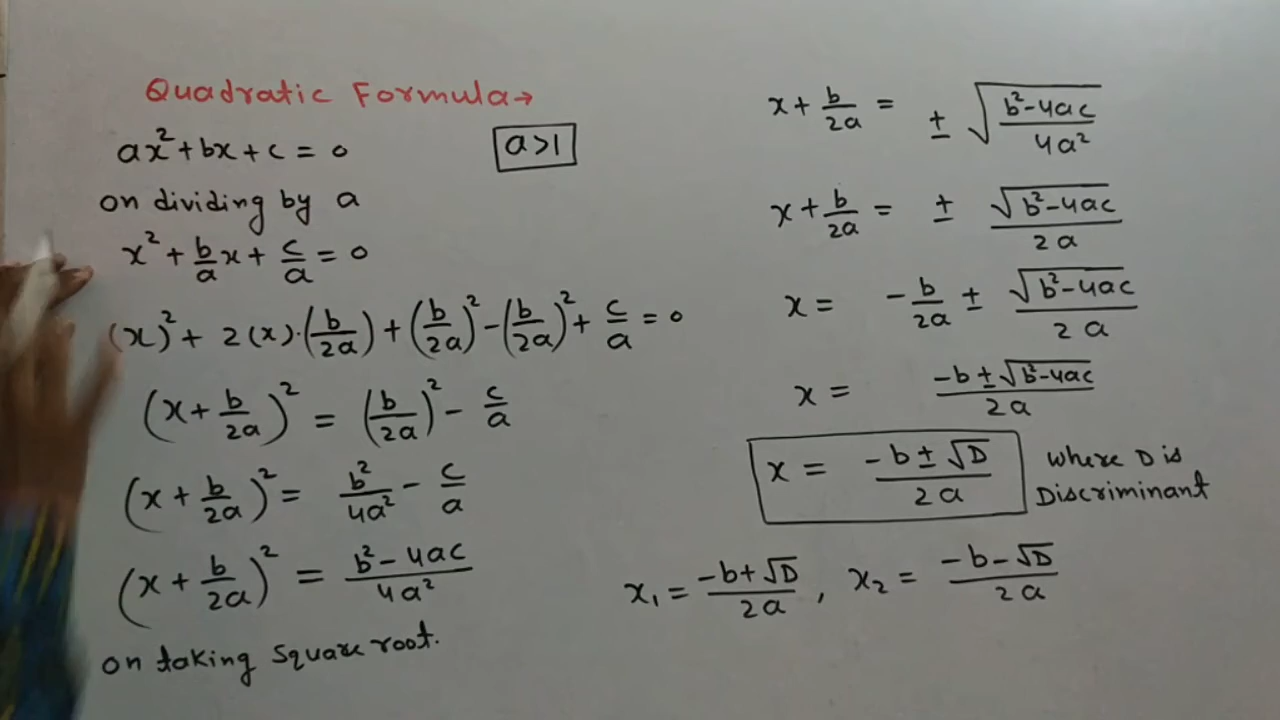 Quadratic Formula→
ax²+bx+c = 0
a>1
on dividing by a
x² + b/a x + c/a = 0
(x)² + 2(x)·(b/2a) + (b/2a)² - (b/2a)² + c/a = 0
(x + b/2a)² = (b/2a)² - c/a
(x + b/2a)² = b²/4a² - c/a
(x + b/2a)² = b²-4ac/4a²
on taking square root.
x + b/2a = ± √(b²-4ac/4a²)
x + b/2a = ± √(b²-4ac)/2a
x = -b/2a ± √(b²-4ac)/2a
x = -b±√(b²-4ac)/2a
x = -b±√D/2a
where D is
Discriminant
x₁ = -b+√D/2a , x₂ = -b-√D/2a